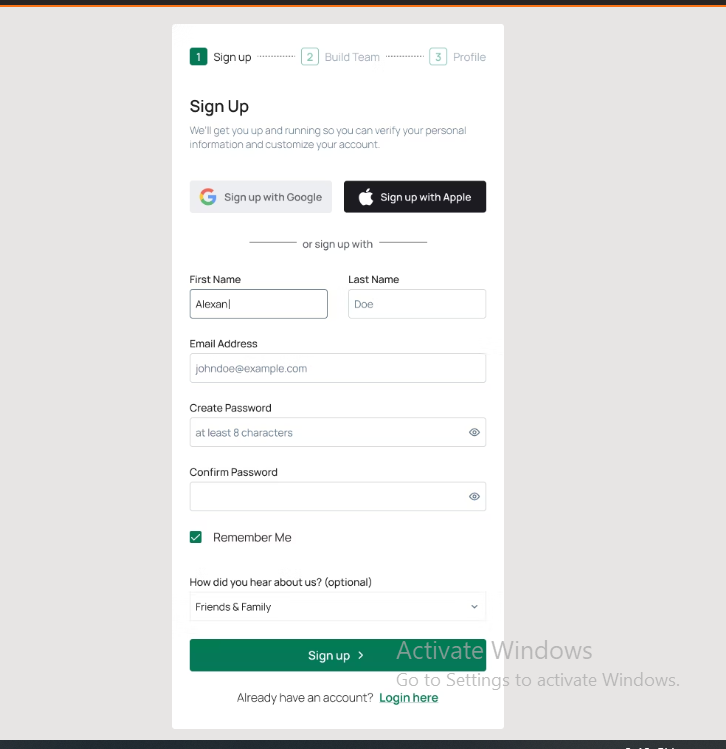 1 Sign up 2 Build Team 3 Profile
Sign Up
We'll get you up and running so you can verify your personal
information and customize your account.
Sign up with Google Sign up with Apple
or sign up with
First Name Last Name
Alexan Doe
Email Address
johndoe@example.com
Create Password
at least 8 characters
Confirm Password
Remember Me
How did you hear about us? (optional)
Friends & Family
Sign up
Activate Windows
Go to Settings to activate Windows.
Already have an account? Login here